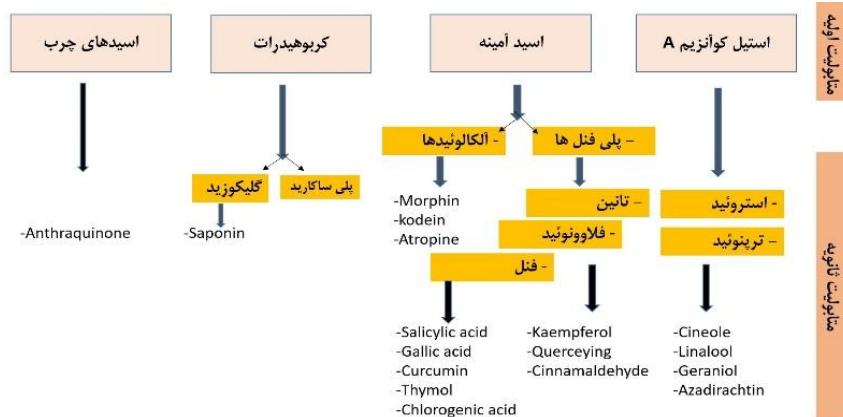 متابولیت اولیه
استیل کوآنزیم A
اسید آمینه
کربوهیدرات
اسیدهای چرب
متابولیت ثانویه
- پلی فنل ها
- آلکالوئیدها
پلی ساکارید
گلیکوزید
- استروئید
- ترپنوئید
- تانین
- فلاوونوئید
- فنل
-Morphin
-kodein
-Atropine
-Saponin
-Anthraquinone
-Cineole
-Linalool
-Geraniol
-Azadirachtin
-Kaempferol
-Querceying
-Cinnamaldehyde
-Salicylic acid
-Gallic acid
-Curcumin
-Thymol
-Chlorogenic acid